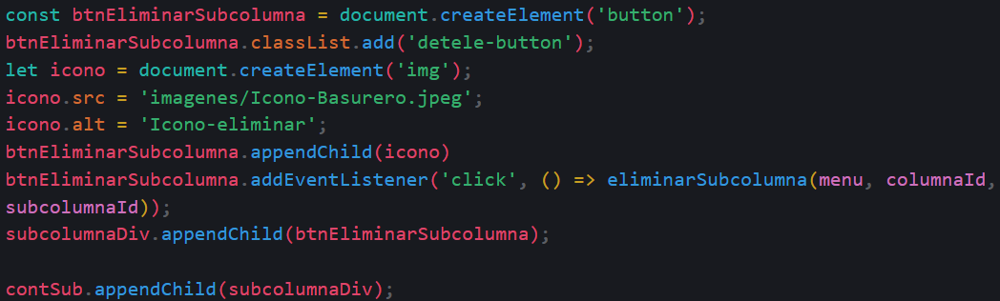 const btnEliminarSubcolumna = document.createElement('button');
btnEliminarSubcolumna.classList.add('detele-button');
let icono = document.createElement('img');
icono.src = 'imagenes/Icono-Basurero.jpeg';
icono.alt = 'Icono-eliminar';
btnEliminarSubcolumna.appendChild(icono)
btnEliminarSubcolumna.addEventListener('click', () => eliminarSubcolumna(menu, columnaId,
subcolumnaId));
subcolumnaDiv.appendChild(btnEliminarSubcolumna);
contSub.appendChild(subcolumnaDiv);